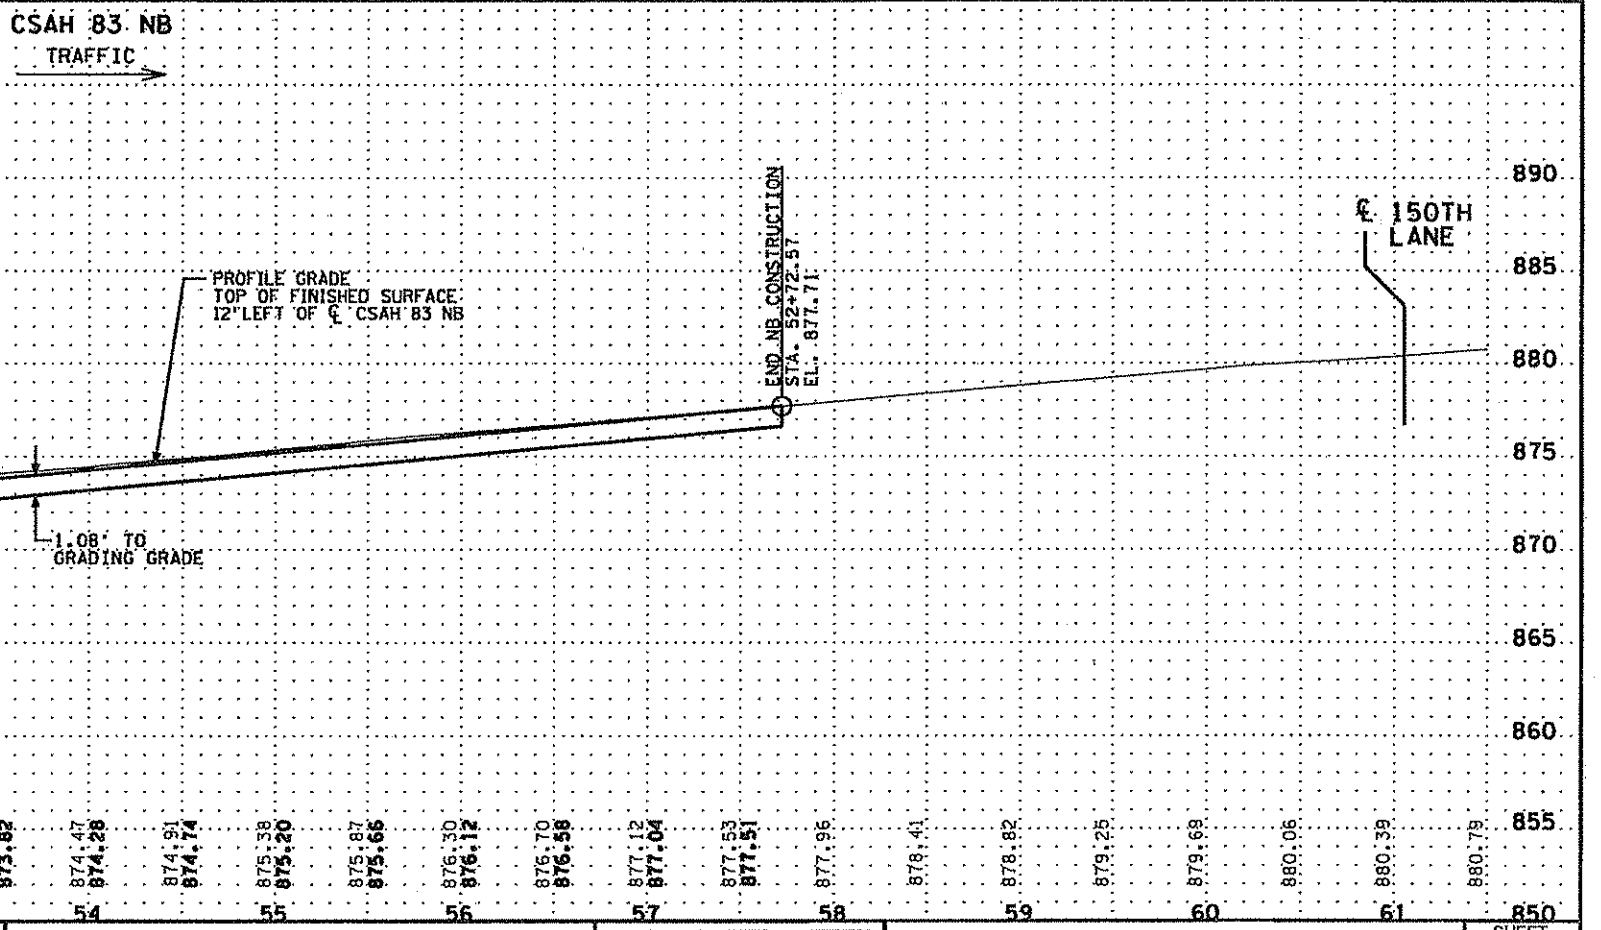 CSAH 83 NB
TRAFFIC
890
℄ 150TH
LANE
885
PROFILE GRADE
TOP OF FINISHED SURFACE
12' LEFT OF ℄ CSAH 83 NB
END NB CONSTRUCTION
STA. 52+72.57
EL. 877.71
880
875
1.08' TO
GRADING GRADE
870
865
860
855
873.82
874.47
874.28
874.91
874.74
875.38
875.20
875.87
875.66
876.30
876.12
876.70
876.58
877.12
877.04
877.53
877.51
877.96
878.41
878.82
879.25
879.69
880.06
880.39
880.79
54 55 56 57 58 59 60 61 850
SHEET